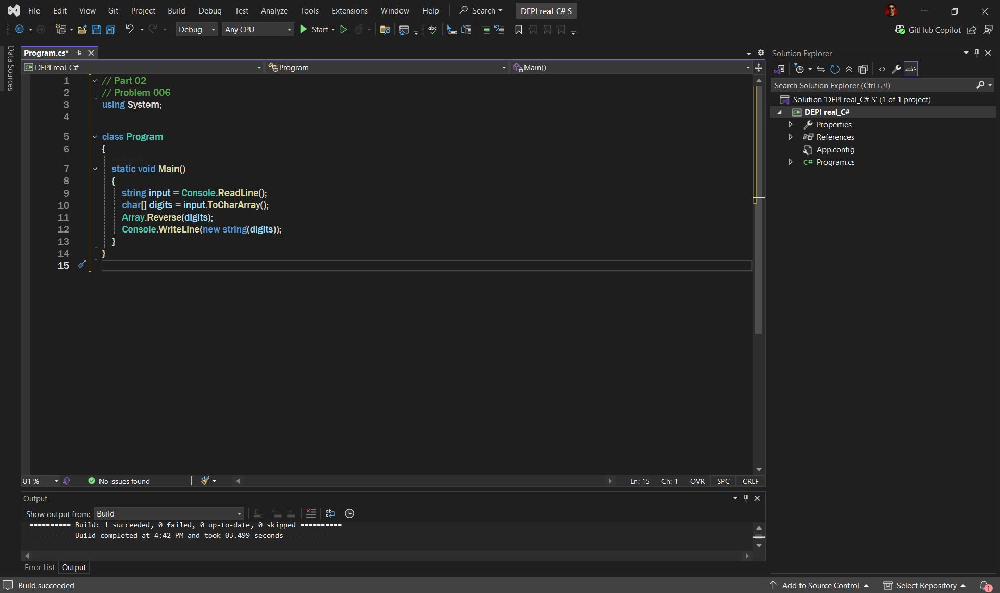 File Edit View Git Project Build Debug Test Analyze Tools Extensions Window Help Search DEPI real_C# S
Debug Any CPU Start GitHub Copilot
Data Sources
Program.cs*
DEPI real_C# Program Main()
1 // Part 02
2 // Problem 006
3 using System;
4
5 class Program
6 {
0 references
7 static void Main()
8 {
9 string input = Console.ReadLine();
10 char[] digits = input.ToCharArray();
11 Array.Reverse(digits);
12 Console.WriteLine(new string(digits));
13 }
14 }
15
81 % No issues found Ln: 15 Ch: 1 OVR SPC CRLF
Output
Show output from: Build
========== Build: 1 succeeded, 0 failed, 0 up-to-date, 0 skipped ==========
========== Build completed at 4:42 PM and took 03.499 seconds ==========
Error List Output
Solution Explorer
Search Solution Explorer (Ctrl+ك)
Solution 'DEPI real_C# S' (1 of 1 project)
DEPI real_C#
Properties
References
App.config
C# Program.cs
Build succeeded Add to Source Control Select Repository 1